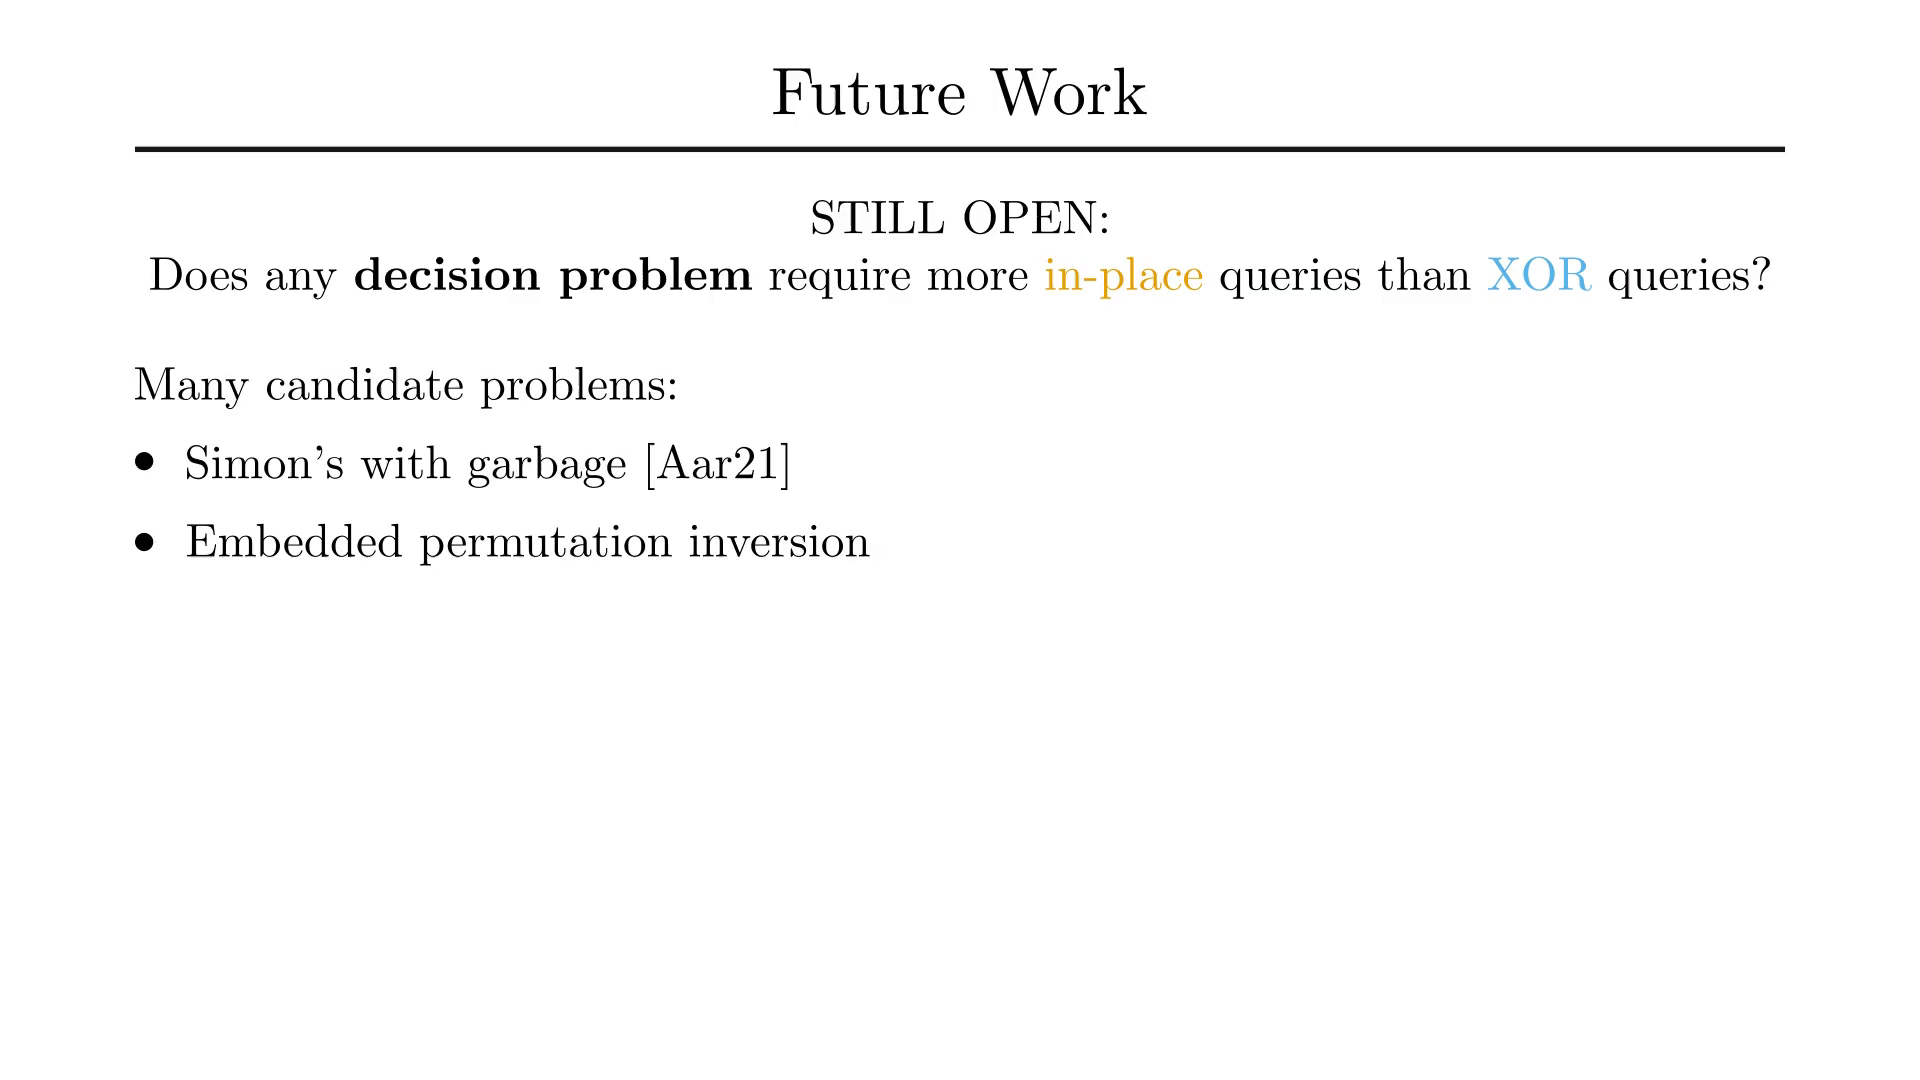 Future Work
STILL OPEN:
Does any decision problem require more in-place queries than XOR queries?
Many candidate problems:
• Simon's with garbage [Aar21]
• Embedded permutation inversion